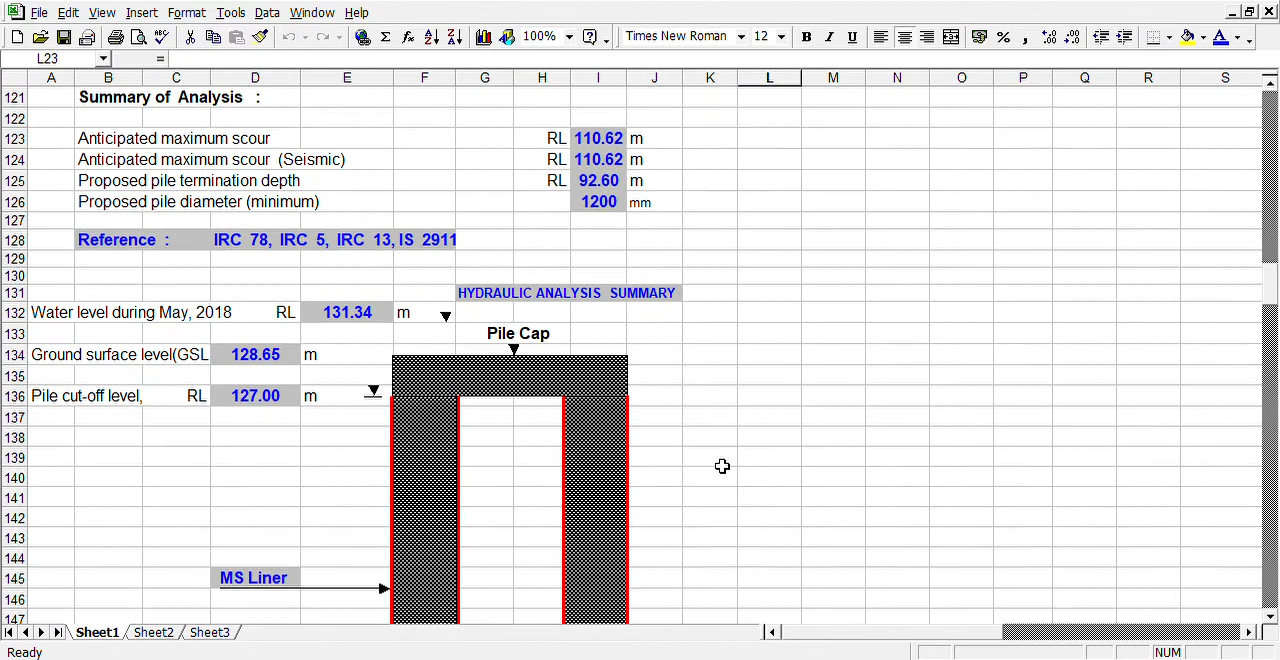 File Edit View Insert Format Tools Data Window Help
100% Times New Roman 12 B I U
L23 =
A B C D E F G H I J K L M N O P Q R S
121 Summary of Analysis :
122
123 Anticipated maximum scour RL 110.62 m
124 Anticipated maximum scour (Seismic) RL 110.62 m
125 Proposed pile termination depth RL 92.60 m
126 Proposed pile diameter (minimum) 1200 mm
127
128 Reference : IRC 78, IRC 5, IRC 13, IS 2911
129
130
131 HYDRAULIC ANALYSIS SUMMARY
132 Water level during May, 2018 RL 131.34 m
133 Pile Cap
134 Ground surface level(GSL 128.65 m
135
136 Pile cut-off level, RL 127.00 m
137
138
139
140
141
142
143
144
145 MS Liner
146
147
Sheet1 Sheet2 Sheet3
Ready NUM